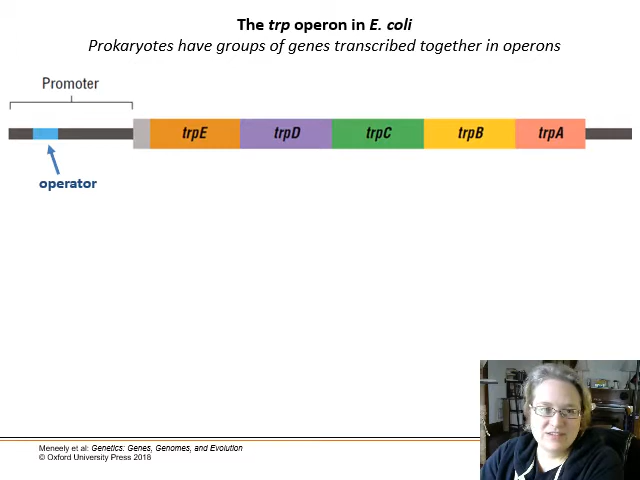 The trp operon in E. coli
Prokaryotes have groups of genes transcribed together in operons
Promoter
trpE trpD trpC trpB trpA
operator
Meneely et al: Genetics: Genes, Genomes, and Evolution
© Oxford University Press 2018